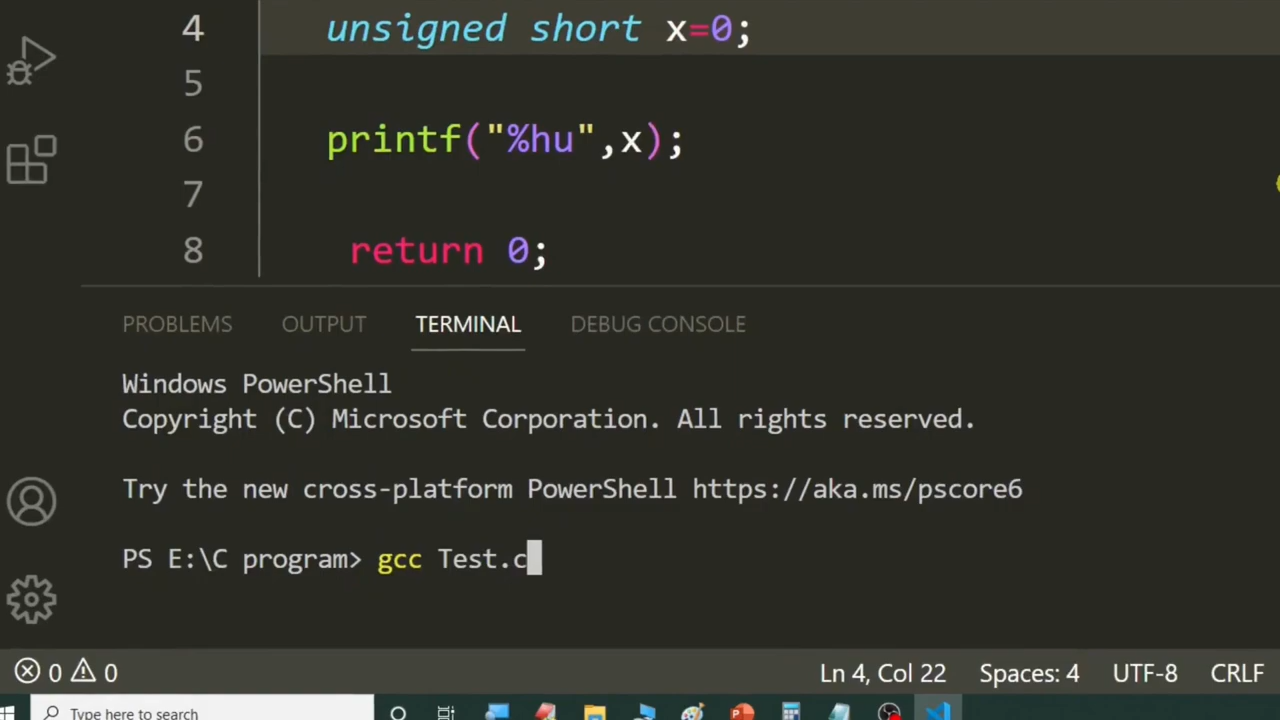 4 unsigned short x=0;
5
6 printf("%hu",x);
7
8 return 0;
PROBLEMS OUTPUT TERMINAL DEBUG CONSOLE
Windows PowerShell
Copyright (C) Microsoft Corporation. All rights reserved.
Try the new cross-platform PowerShell https://aka.ms/pscore6
PS E:\C program> gcc Test.c
0 0 Ln 4, Col 22 Spaces: 4 UTF-8 CRLF
Type here to search